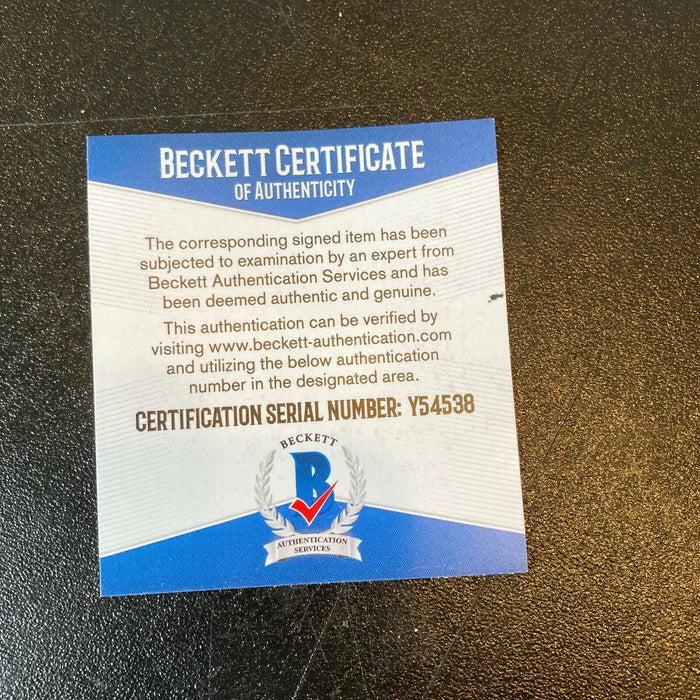 BECKETT CERTIFICATE
OF AUTHENTICITY
The corresponding signed item has been
subjected to examination by an expert from
Beckett Authentication Services and has
been deemed authentic and genuine.
This authentication can be verified by
visiting www.beckett-authentication.com
and utilizing the below authentication
number in the designated area.
CERTIFICATION SERIAL NUMBER: Y54538
BECKETT
B
AUTHENTICATION
SERVICES